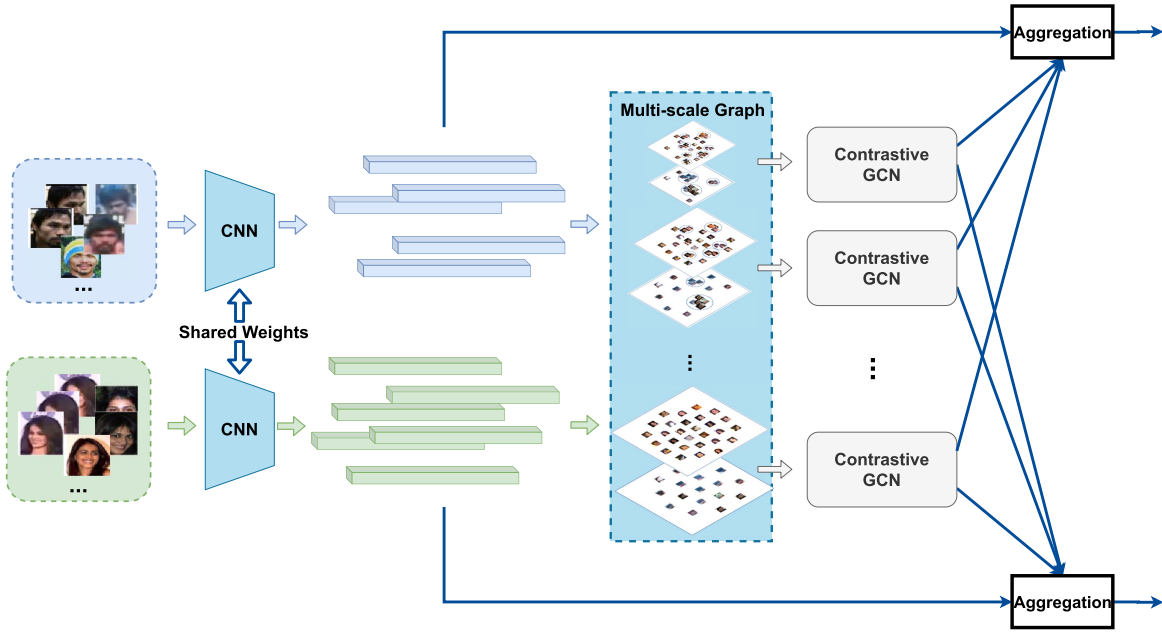 Aggregation
Multi-scale Graph
Contrastive
GCN
CNN
...
Contrastive
GCN
Shared Weights
...
...
CNN
Contrastive
GCN
...
Aggregation